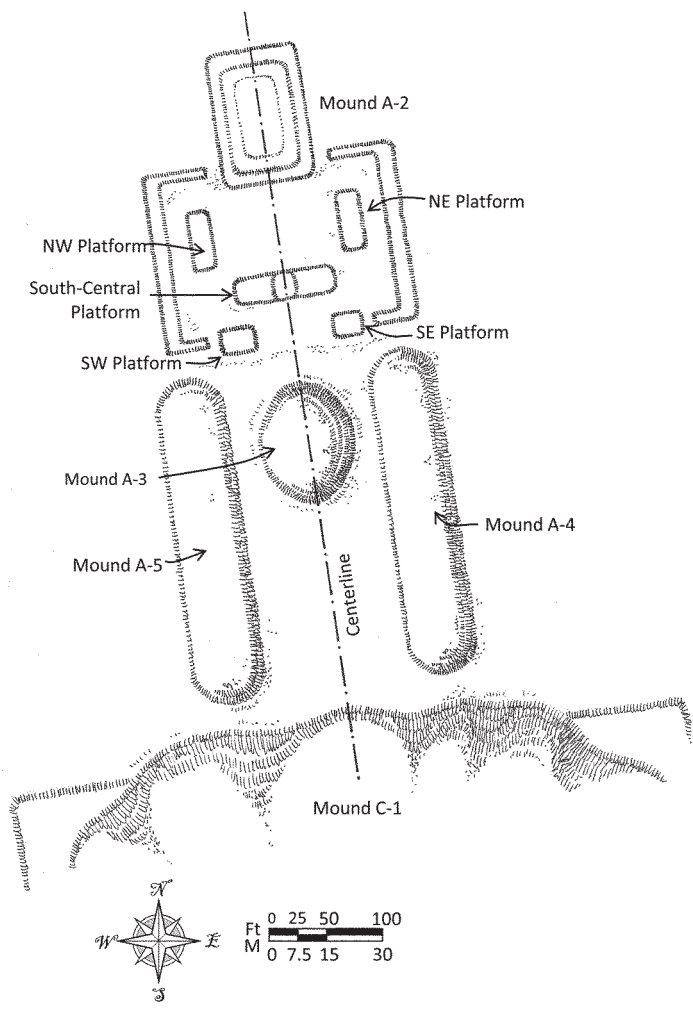 Mound A-2
NE Platform
NW Platform
South-Central
Platform
SE Platform
SW Platform
Mound A-3
Mound A-4
Mound A-5
Centerline
Mound C-1
N
W E
S
Ft 0 25 50 100
M 0 7.5 15 30